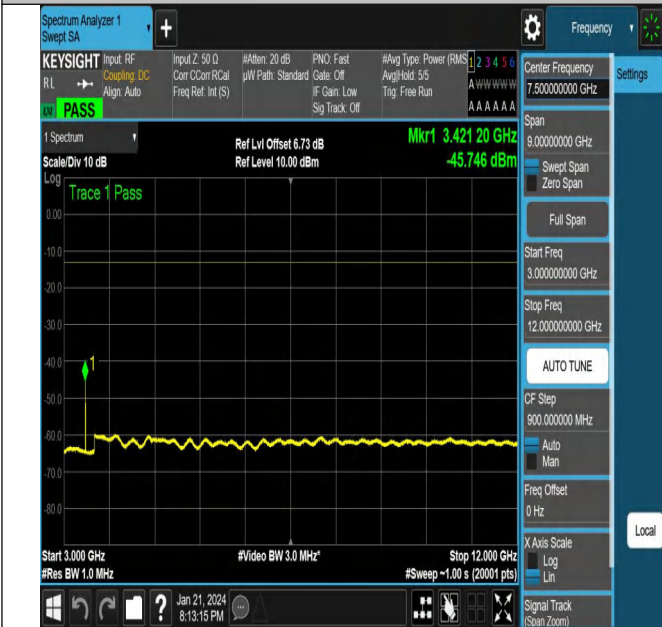 Spectrum Analyzer 1
Swept SA
Frequency
KEYSIGHT
RL
Input: RF
Coupling: DC
Align: Auto
Input Z: 50 Ω
Corr CCorr RCal
Freq Ref: Int (S)
#Atten: 20 dB
µW Path: Standard
PNO: Fast
Gate: Off
IF Gain: Low
Sig Track: Off
#Avg Type: Power (RMS
Avg|Hold: 5/5
Trig: Free Run
1 2 3 4 5 6
A W W W W W
A A A A A A
LXI
PASS
1 Spectrum
Scale/Div 10 dB
Ref Lvl Offset 6.73 dB
Ref Level 10.00 dBm
Mkr1 3.421 20 GHz
-45.746 dBm
Log
Trace 1 Pass
0.00
-10.0
-20.0
-30.0
-40.0
-50.0
-60.0
-70.0
-80.0
1
Start 3.000 GHz
#Res BW 1.0 MHz
#Video BW 3.0 MHz*
Stop 12.000 GHz
#Sweep ~1.00 s (20001 pts)
Center Frequency
7.500000000 GHz
Settings
Span
9.00000000 GHz
Swept Span
Zero Span
Full Span
Start Freq
3.000000000 GHz
Stop Freq
12.000000000 GHz
AUTO TUNE
CF Step
900.000000 MHz
Auto
Man
Freq Offset
0 Hz
X Axis Scale
Log
Lin
Local
Signal Track
(Span Zoom)
?
Jan 21, 2024
8:13:15 PM